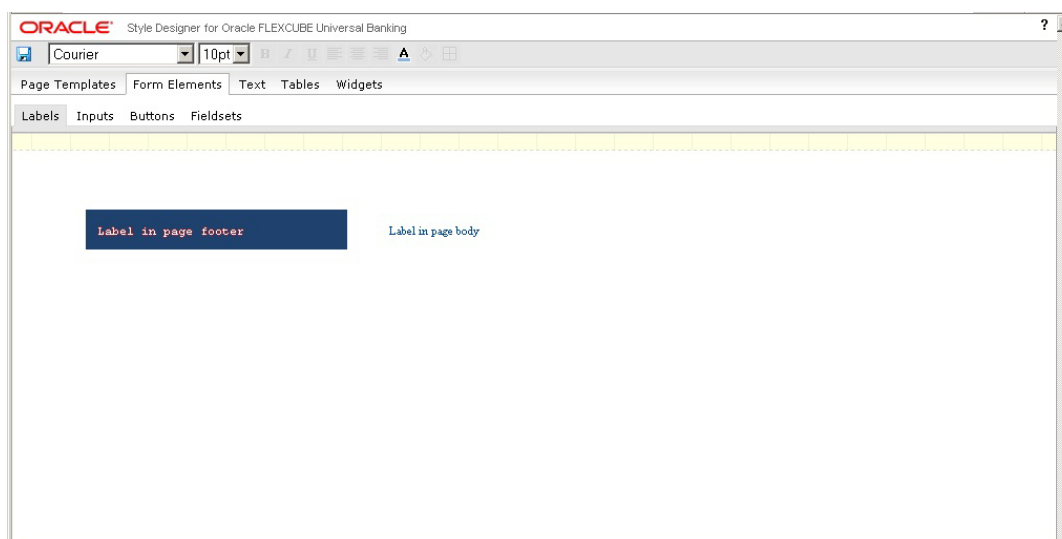 ORACLE Style Designer for Oracle FLEXCUBE Universal Banking ?
Courier 10pt B I U A
Page Templates Form Elements Text Tables Widgets
Labels Inputs Buttons Fieldsets
Label in page footer Label in page body